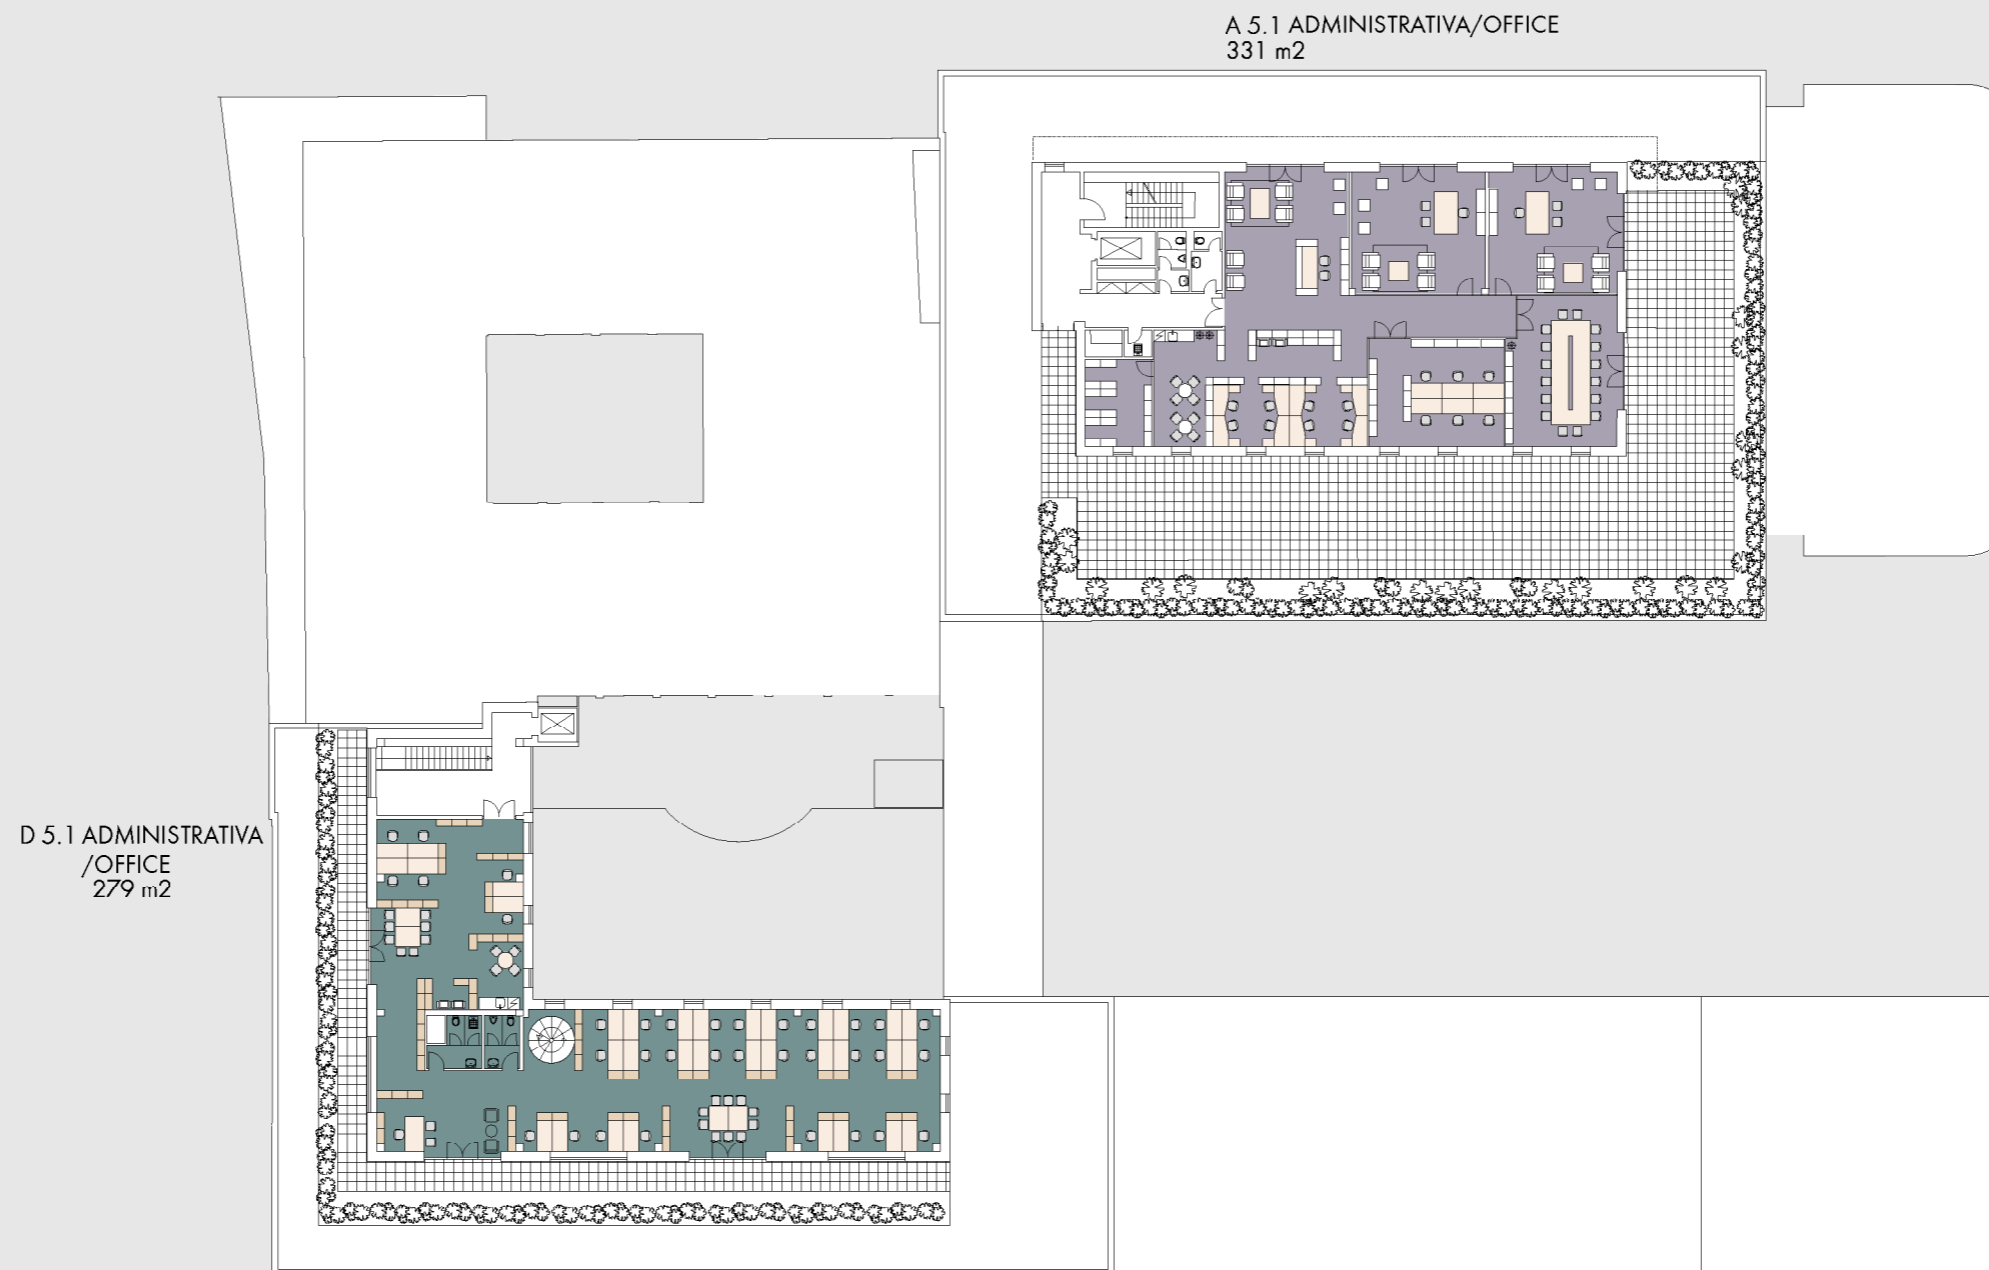 A 5.1 ADMINISTRATIVA/OFFICE
331 m2
D 5.1 ADMINISTRATIVA
/OFFICE
279 m2